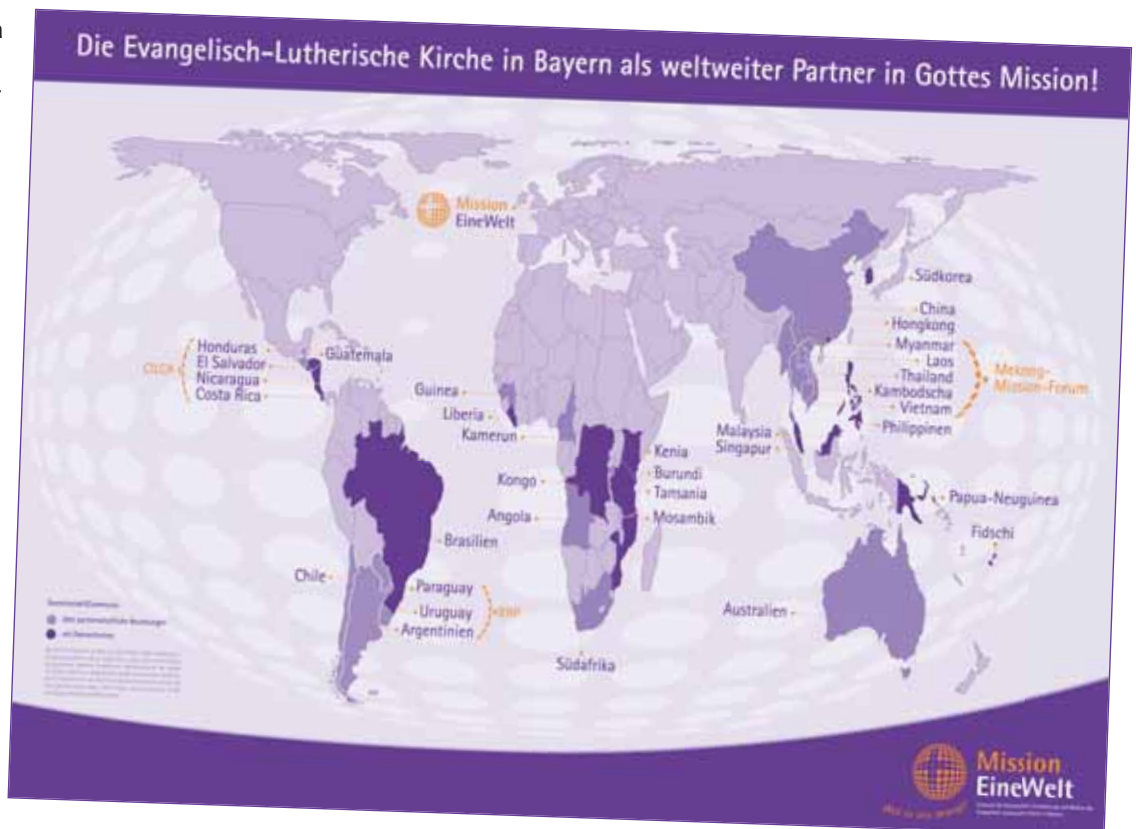 Die Evangelisch-Lutherische Kirche in Bayern als weltweiter Partner in Gottes Mission!
Mission
EineWelt
Honduras
El Salvador
Nicaragua
Costa Rica
Guatemala
Guinea
Liberia
Kamerun
Kongo
Angola
Kenia
Burundi
Tansania
Mosambik
Südafrika
Brasilien
Chile
Paraguay
Uruguay
Argentinien
Südkorea
China
Hongkong
Myanmar
Laos
Thailand
Kambodscha
Vietnam
Philippinen
Mekong-
Mission-Forum
Malaysia
Singapur
Papua-Neuguinea
Fidschi
Australien
Mission
EineWelt